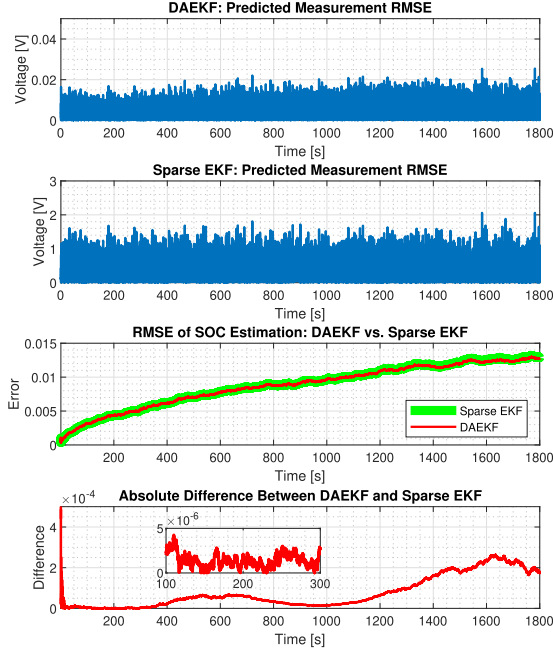 DAEKF: Predicted Measurement RMSE
Voltage [V]
0.04
0.02
0
0 200 400 600 800 1000 1200 1400 1600 1800
Time [s]
Sparse EKF: Predicted Measurement RMSE
Voltage [V]
3
2
1
0
0 200 400 600 800 1000 1200 1400 1600 1800
Time [s]
RMSE of SOC Estimation: DAEKF vs. Sparse EKF
Error
0.015
0.01
0.005
0
Sparse EKF
DAEKF
0 200 400 600 800 1000 1200 1400 1600 1800
Time [s]
Absolute Difference Between DAEKF and Sparse EKF
×10⁻⁴
Difference
4
2
0
×10⁻⁶
5
0
100 200 300
0 200 400 600 800 1000 1200 1400 1600 1800
Time [s]